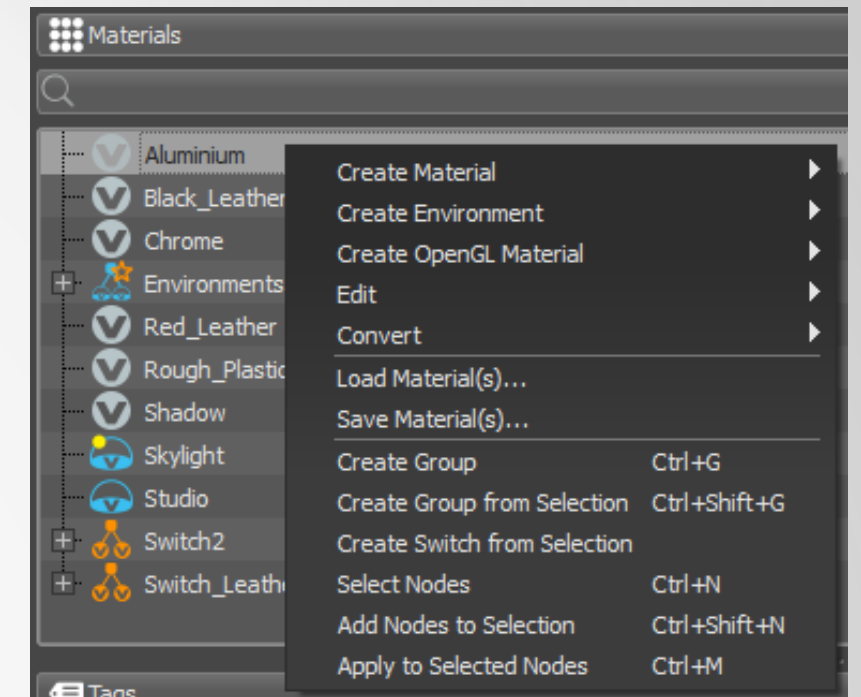 Materials
Aluminium
Black_Leather
Chrome
Environments
Red_Leather
Rough_Plastic
Shadow
Skylight
Studio
Switch2
Switch_Leathe
Create Material
Create Environment
Create OpenGL Material
Edit
Convert
Load Material(s)...
Save Material(s)...
Create Group Ctrl+G
Create Group from Selection Ctrl+Shift+G
Create Switch from Selection
Select Nodes Ctrl+N
Add Nodes to Selection Ctrl+Shift+N
Apply to Selected Nodes Ctrl+M
Tags